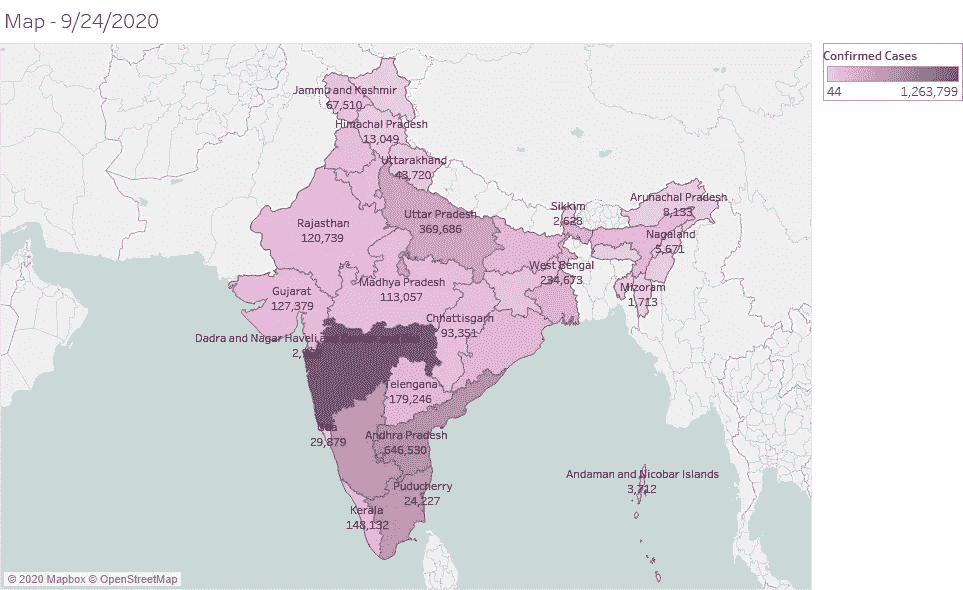 Map - 9/24/2020
Confirmed Cases
44 1,263,799
Jammu and Kashmir
67,510
Himachal Pradesh
13,049
Uttarakhand
43,720
Arunachal Pradesh
8,133
Sikkim
2,628
Uttar Pradesh
369,686
Rajasthan
120,739
Nagaland
5,671
West Bengal
234,673
Madhya Pradesh
113,057
Gujarat
127,379
Mizoram
1,713
Chhattisgarh
93,351
Dadra and Nagar Haveli
Telengana
179,246
Goa
29,879
Andhra Pradesh
646,530
Andaman and Nicobar Islands
3,712
Puducherry
24,227
Kerala
148,132
© 2020 Mapbox © OpenStreetMap